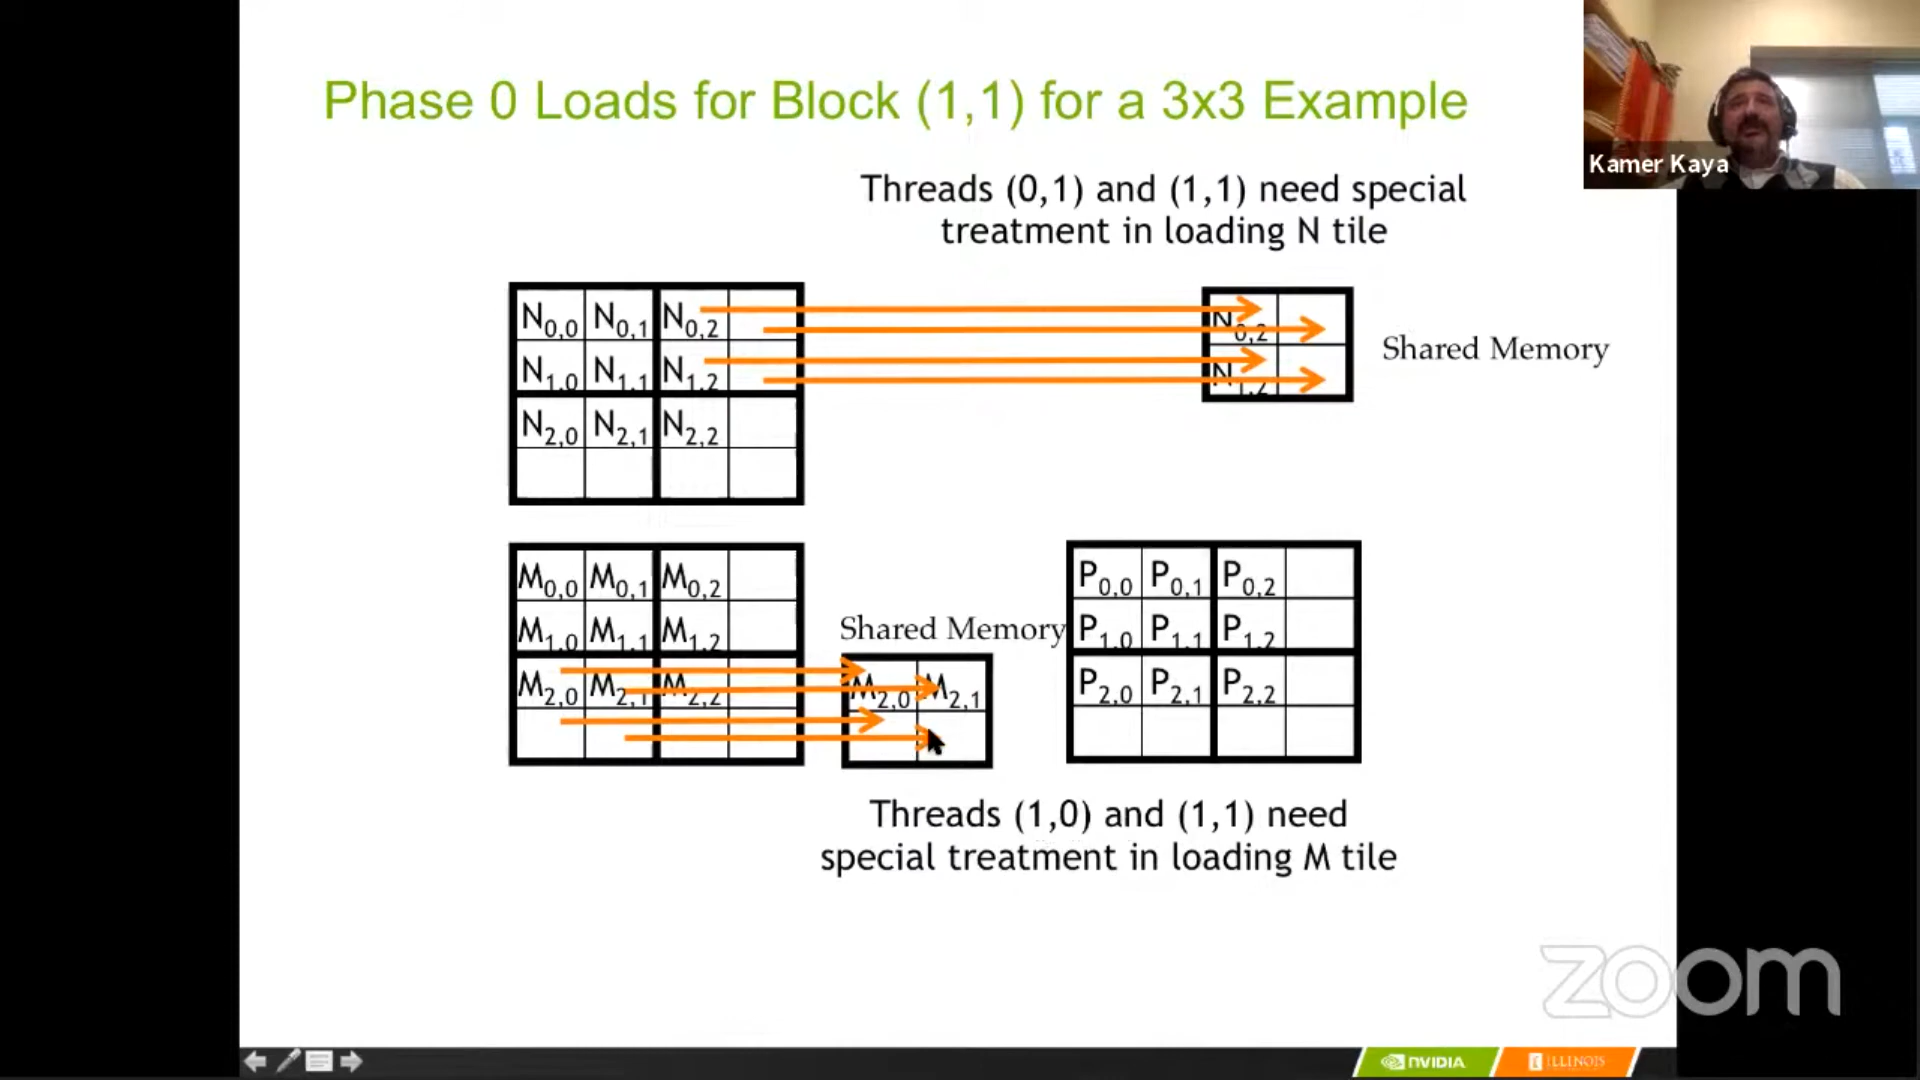 Phase 0 Loads for Block (1,1) for a 3x3 Example
Kamer Kaya
Threads (0,1) and (1,1) need special
treatment in loading N tile
N0,0 N0,1 N0,2
N1,0 N1,1 N1,2
N2,0 N2,1 N2,2
N0,2
N1,2
Shared Memory
M0,0 M0,1 M0,2
M1,0 M1,1 M1,2
M2,0 M2,1 M2,2
Shared Memory
M2,0 M2,1
P0,0 P0,1 P0,2
P1,0 P1,1 P1,2
P2,0 P2,1 P2,2
Threads (1,0) and (1,1) need
special treatment in loading M tile
zoom
NVIDIA
ILLINOIS